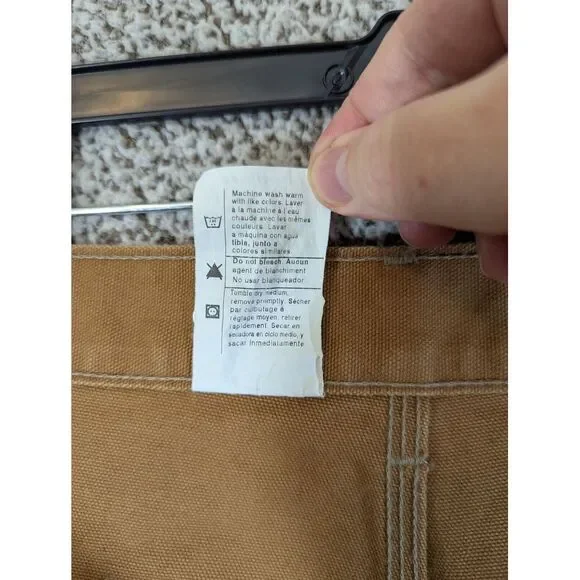 Machine wash warm
with like colors. Laver
à la machine à l'eau
chaude avec les mêmes
couleurs. Lavar
a máquina con agua
tibia, junto a
colores similares.
Do not bleach. Aucun
agent de blanchiment
No usar blanqueador
Tumble dry medium,
remove promptly. Sécher
par culbutage à
réglage moyen, retirer
rapidement. Secar en
secadora en ciclo medio, y
sacar inmediatamente